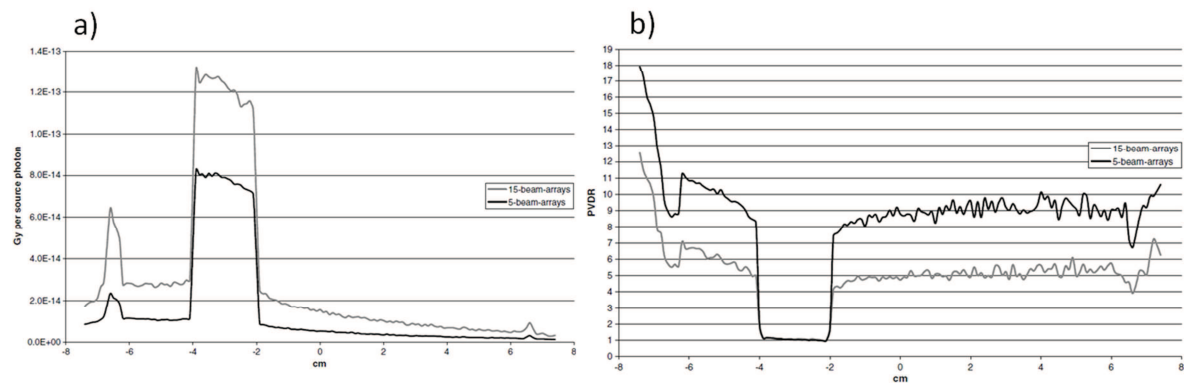 a)
1.4E-13
1.2E-13
1.0E-13
8.0E-14
6.0E-14
4.0E-14
2.0E-14
0.0E+00
Gy per source photons
-8 -6 -4 -2 0 2 4 6 8
cm
15-beam-arrays
5-beam-arrays
b)
19
18
17
16
15
14
13
12
11
10
9
8
7
6
5
4
3
2
1
0
PVDR
-8 -6 -4 -2 0 2 4 6 8
cm
15-beam-arrays
5-beam-arrays